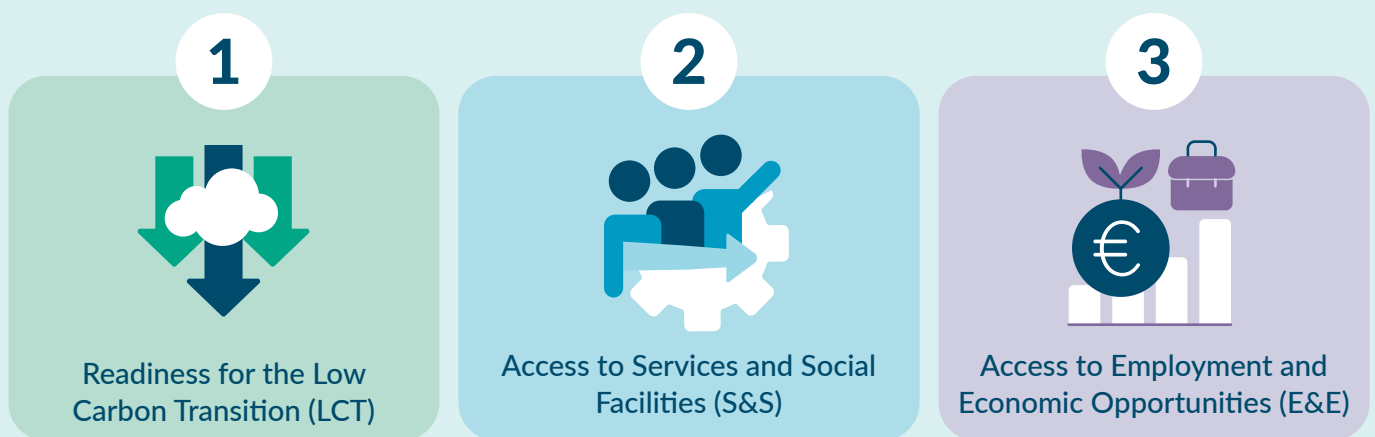 1
Readiness for the Low
Carbon Transition (LCT)
2
Access to Services and Social
Facilities (S&S)
3
€
Access to Employment and
Economic Opportunities (E&E)